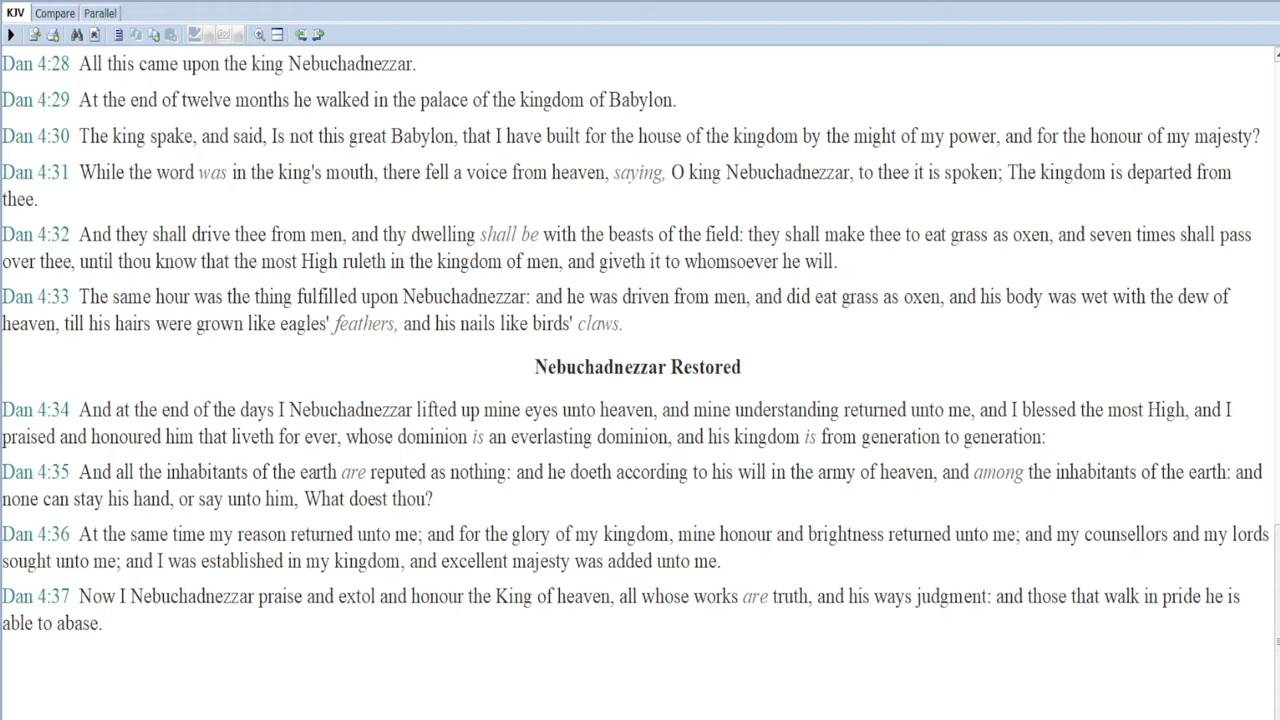 KJV Compare Parallel
Dan 4:28 All this came upon the king Nebuchadnezzar.
Dan 4:29 At the end of twelve months he walked in the palace of the kingdom of Babylon.
Dan 4:30 The king spake, and said, Is not this great Babylon, that I have built for the house of the kingdom by the might of my power, and for the honour of my majesty?
Dan 4:31 While the word was in the king's mouth, there fell a voice from heaven, saying, O king Nebuchadnezzar, to thee it is spoken; The kingdom is departed from
thee.
Dan 4:32 And they shall drive thee from men, and thy dwelling shall be with the beasts of the field: they shall make thee to eat grass as oxen, and seven times shall pass
over thee, until thou know that the most High ruleth in the kingdom of men, and giveth it to whomsoever he will.
Dan 4:33 The same hour was the thing fulfilled upon Nebuchadnezzar: and he was driven from men, and did eat grass as oxen, and his body was wet with the dew of
heaven, till his hairs were grown like eagles' feathers, and his nails like birds' claws.
Nebuchadnezzar Restored
Dan 4:34 And at the end of the days I Nebuchadnezzar lifted up mine eyes unto heaven, and mine understanding returned unto me, and I blessed the most High, and I
praised and honoured him that liveth for ever, whose dominion is an everlasting dominion, and his kingdom is from generation to generation:
Dan 4:35 And all the inhabitants of the earth are reputed as nothing: and he doeth according to his will in the army of heaven, and among the inhabitants of the earth: and
none can stay his hand, or say unto him, What doest thou?
Dan 4:36 At the same time my reason returned unto me; and for the glory of my kingdom, mine honour and brightness returned unto me; and my counsellors and my lords
sought unto me; and I was established in my kingdom, and excellent majesty was added unto me.
Dan 4:37 Now I Nebuchadnezzar praise and extol and honour the King of heaven, all whose works are truth, and his ways judgment: and those that walk in pride he is
able to abase.